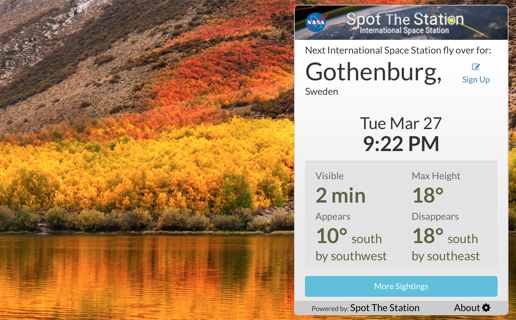 NASA
Spot The Station
International Space Station
Next International Space Station fly over for:
Gothenburg,
Sweden
Sign Up
Tue Mar 27
9:22 PM
Visible
Max Height
2 min
18°
Appears
Disappears
10° south
18° south
by southwest
by southeast
More Sightings
Powered by: Spot The Station
About